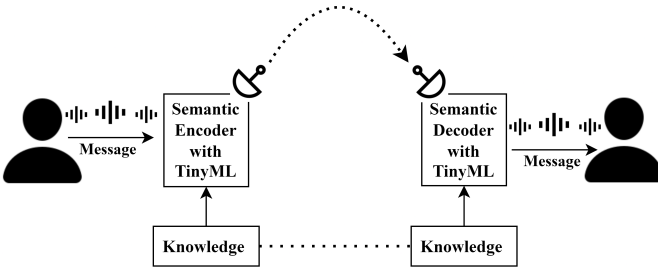 Semantic
Encoder
with
TinyML
Message
Knowledge
Semantic
Decoder
with
TinyML
Message
Knowledge